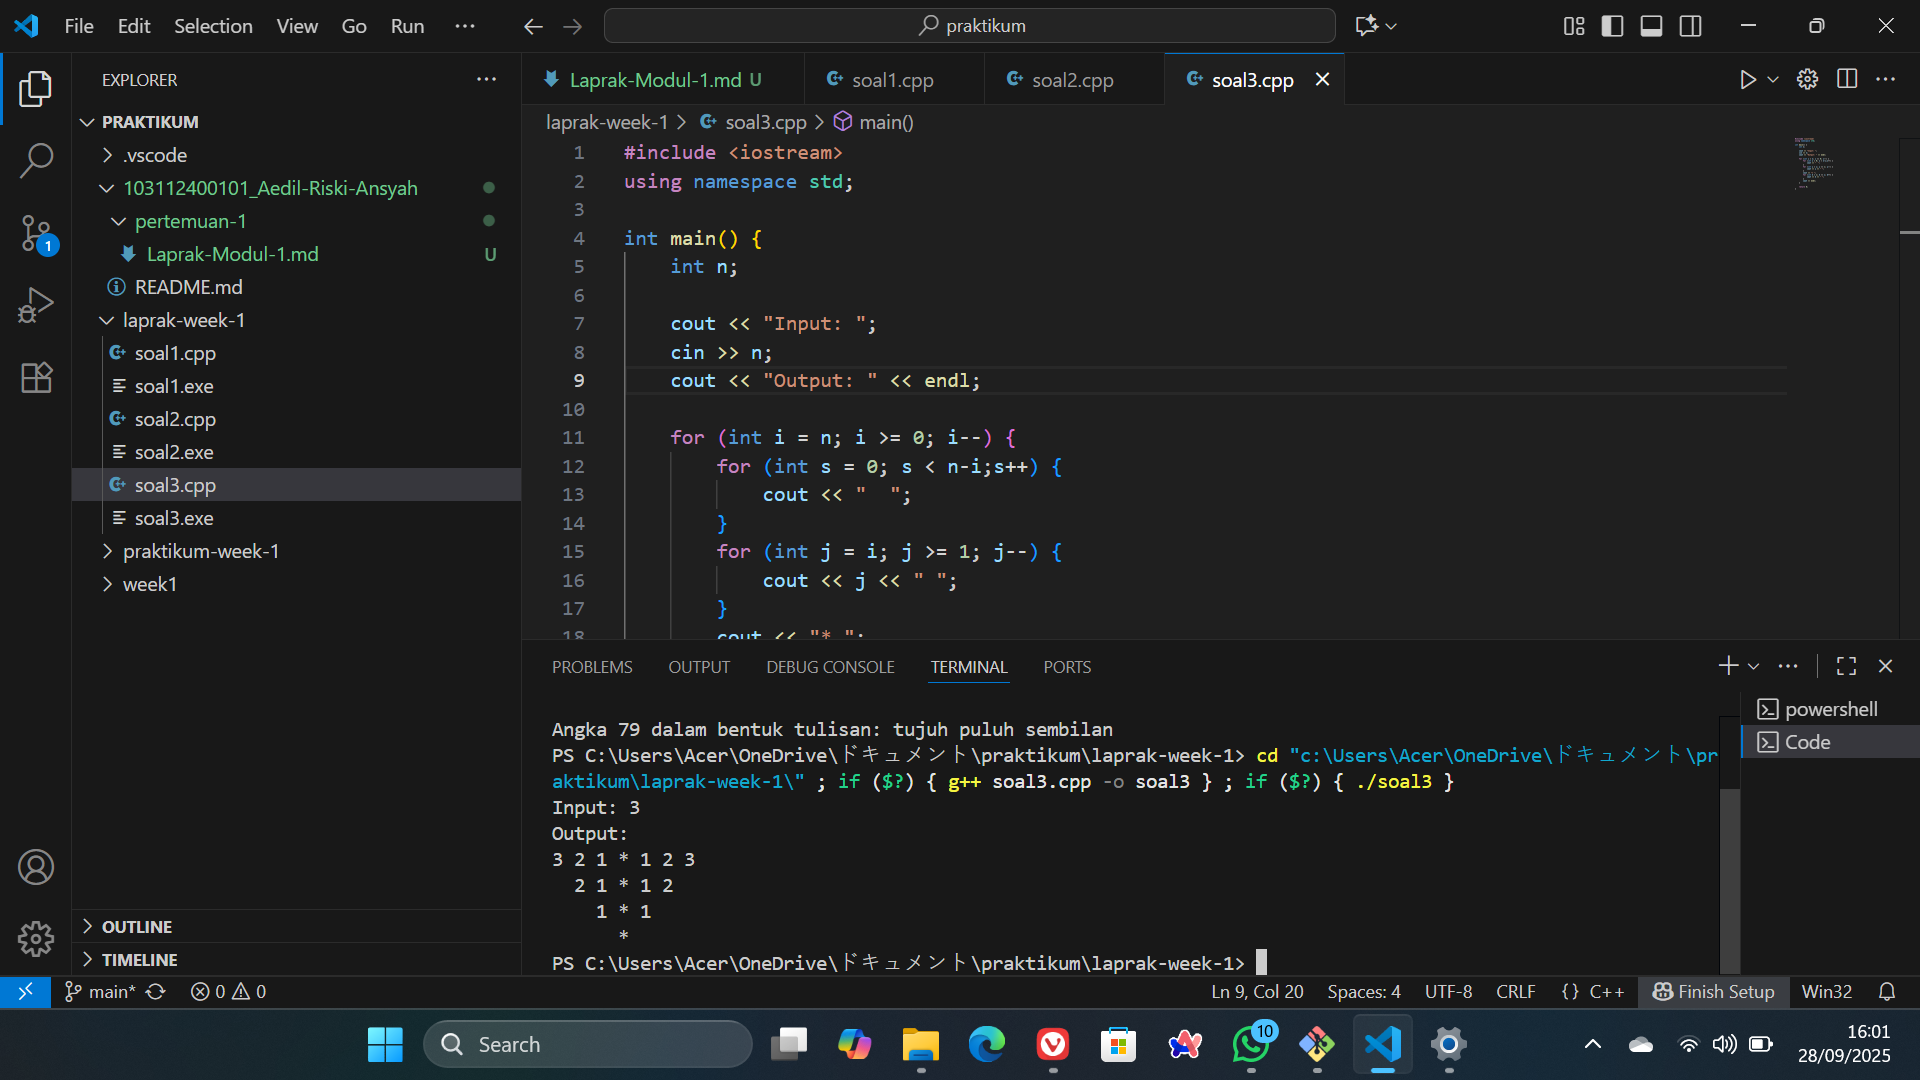 File Edit Selection View Go Run ···
praktikum
EXPLORER
PRAKTIKUM
.vscode
103112400101_Aedil-Riski-Ansyah
pertemuan-1
Laprak-Modul-1.md U
README.md
laprak-week-1
soal1.cpp
soal1.exe
soal2.cpp
soal2.exe
soal3.cpp
soal3.exe
praktikum-week-1
week1
OUTLINE
TIMELINE
1
Laprak-Modul-1.md U soal1.cpp soal2.cpp soal3.cpp
laprak-week-1 > soal3.cpp > main()
1 #include <iostream>
2 using namespace std;
3
4 int main() {
5 int n;
6
7 cout << "Input: ";
8 cin >> n;
9 cout << "Output: " << endl;
10
11 for (int i = n; i >= 0; i--) {
12 for (int s = 0; s < n-i;s++) {
13 cout << "  ";
14 }
15 for (int j = i; j >= 1; j--) {
16 cout << j << " ";
17 }
18 cout << "* ";
PROBLEMS OUTPUT DEBUG CONSOLE TERMINAL PORTS
powershell
Code
Angka 79 dalam bentuk tulisan: tujuh puluh sembilan
PS C:\Users\Acer\OneDrive\ドキュメント\praktikum\laprak-week-1> cd "c:\Users\Acer\OneDrive\ドキュメント\pr
aktikum\laprak-week-1\" ; if ($?) { g++ soal3.cpp -o soal3 } ; if ($?) { ./soal3 }
Input: 3
Output:
3 2 1 * 1 2 3
2 1 * 1 2
1 * 1
*
PS C:\Users\Acer\OneDrive\ドキュメント\praktikum\laprak-week-1>
main* 0 0 Ln 9, Col 20 Spaces: 4 UTF-8 CRLF {} C++ Finish Setup Win32
Search
10
16:01
28/09/2025